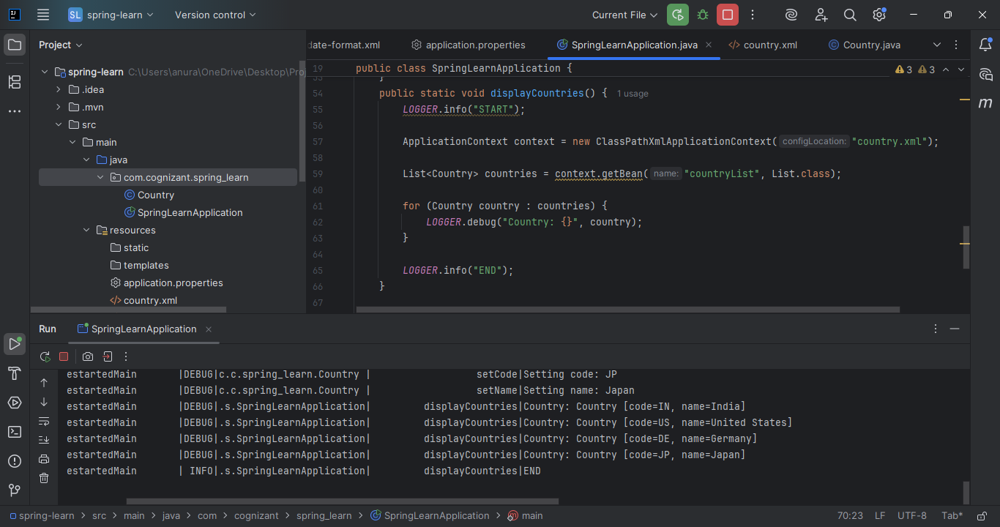 SL spring-learn Version control Current File
Project
date-format.xml application.properties SpringLearnApplication.java country.xml Country.java
spring-learn C:\Users\anura\OneDrive\Desktop\Proj
.idea
.mvn
src
main
java
com.cognizant.spring_learn
Country
SpringLearnApplication
resources
static
templates
application.properties
country.xml
19 public class SpringLearnApplication { 3 3
53 }
54 public static void displayCountries() { 1 usage
55 LOGGER.info("START");
56
57 ApplicationContext context = new ClassPathXmlApplicationContext( configLocation: "country.xml");
58
59 List<Country> countries = context.getBean( name: "countryList", List.class);
60
61 for (Country country : countries) {
62 LOGGER.debug("Country: {}", country);
63 }
64
65 LOGGER.info("END");
66 }
67
Run SpringLearnApplication
estartedMain |DEBUG|c.c.spring_learn.Country | setCode|Setting code: JP
estartedMain |DEBUG|c.c.spring_learn.Country | setName|Setting name: Japan
estartedMain |DEBUG|.s.SpringLearnApplication| displayCountries|Country: Country [code=IN, name=India]
estartedMain |DEBUG|.s.SpringLearnApplication| displayCountries|Country: Country [code=US, name=United States]
estartedMain |DEBUG|.s.SpringLearnApplication| displayCountries|Country: Country [code=DE, name=Germany]
estartedMain |DEBUG|.s.SpringLearnApplication| displayCountries|Country: Country [code=JP, name=Japan]
estartedMain | INFO|.s.SpringLearnApplication| displayCountries|END
spring-learn > src > main > java > com > cognizant > spring_learn > SpringLearnApplication > main 70:23 LF UTF-8 Tab*